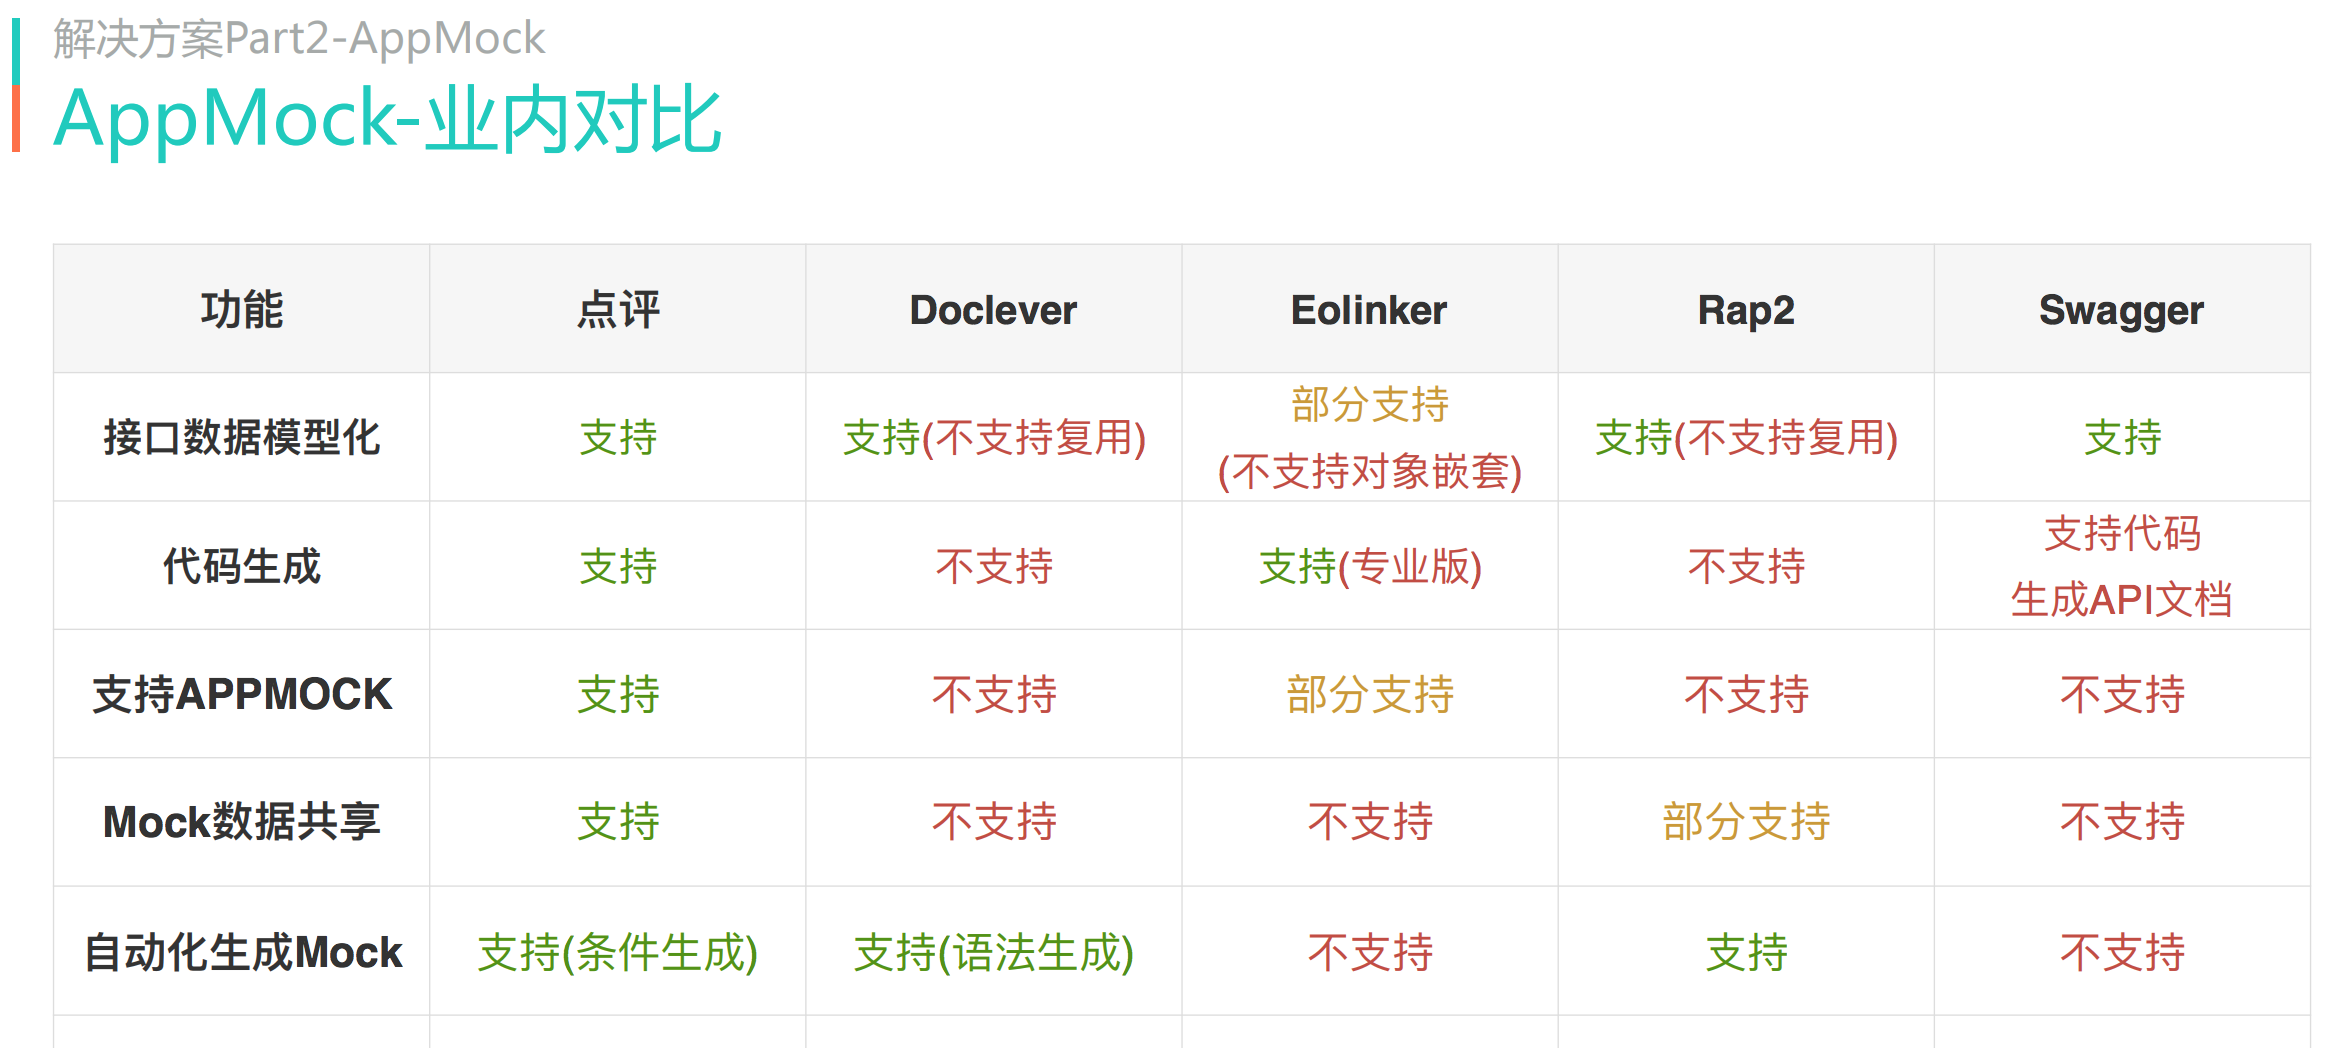 解决方案Part2-AppMock
AppMock-业内对比
功能 点评 Doclever Eolinker Rap2 Swagger
接口数据模型化 支持 支持(不支持复用) 部分支持 支持(不支持复用) 支持
(不支持对象嵌套)
代码生成 支持 不支持 支持(专业版) 不支持 支持代码
生成API文档
支持APPMOCK 支持 不支持 部分支持 不支持 不支持
Mock数据共享 支持 不支持 不支持 部分支持 不支持
自动化生成Mock 支持(条件生成) 支持(语法生成) 不支持 支持 不支持